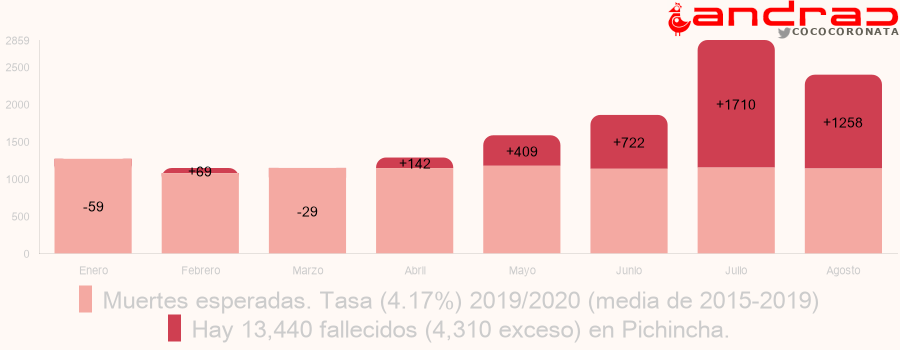 andrab
COCOCORONATA
2859
2500
2000
1500
1000
500
0
-59
+69
-29
+142
+409
+722
+1710
+1258
Enero
Febrero
Marzo
Abril
Mayo
Junio
Julio
Agosto
Muertes esperadas. Tasa (4.17%) 2019/2020 (media de 2015-2019)
Hay 13,440 fallecidos (4,310 exceso) en Pichincha.